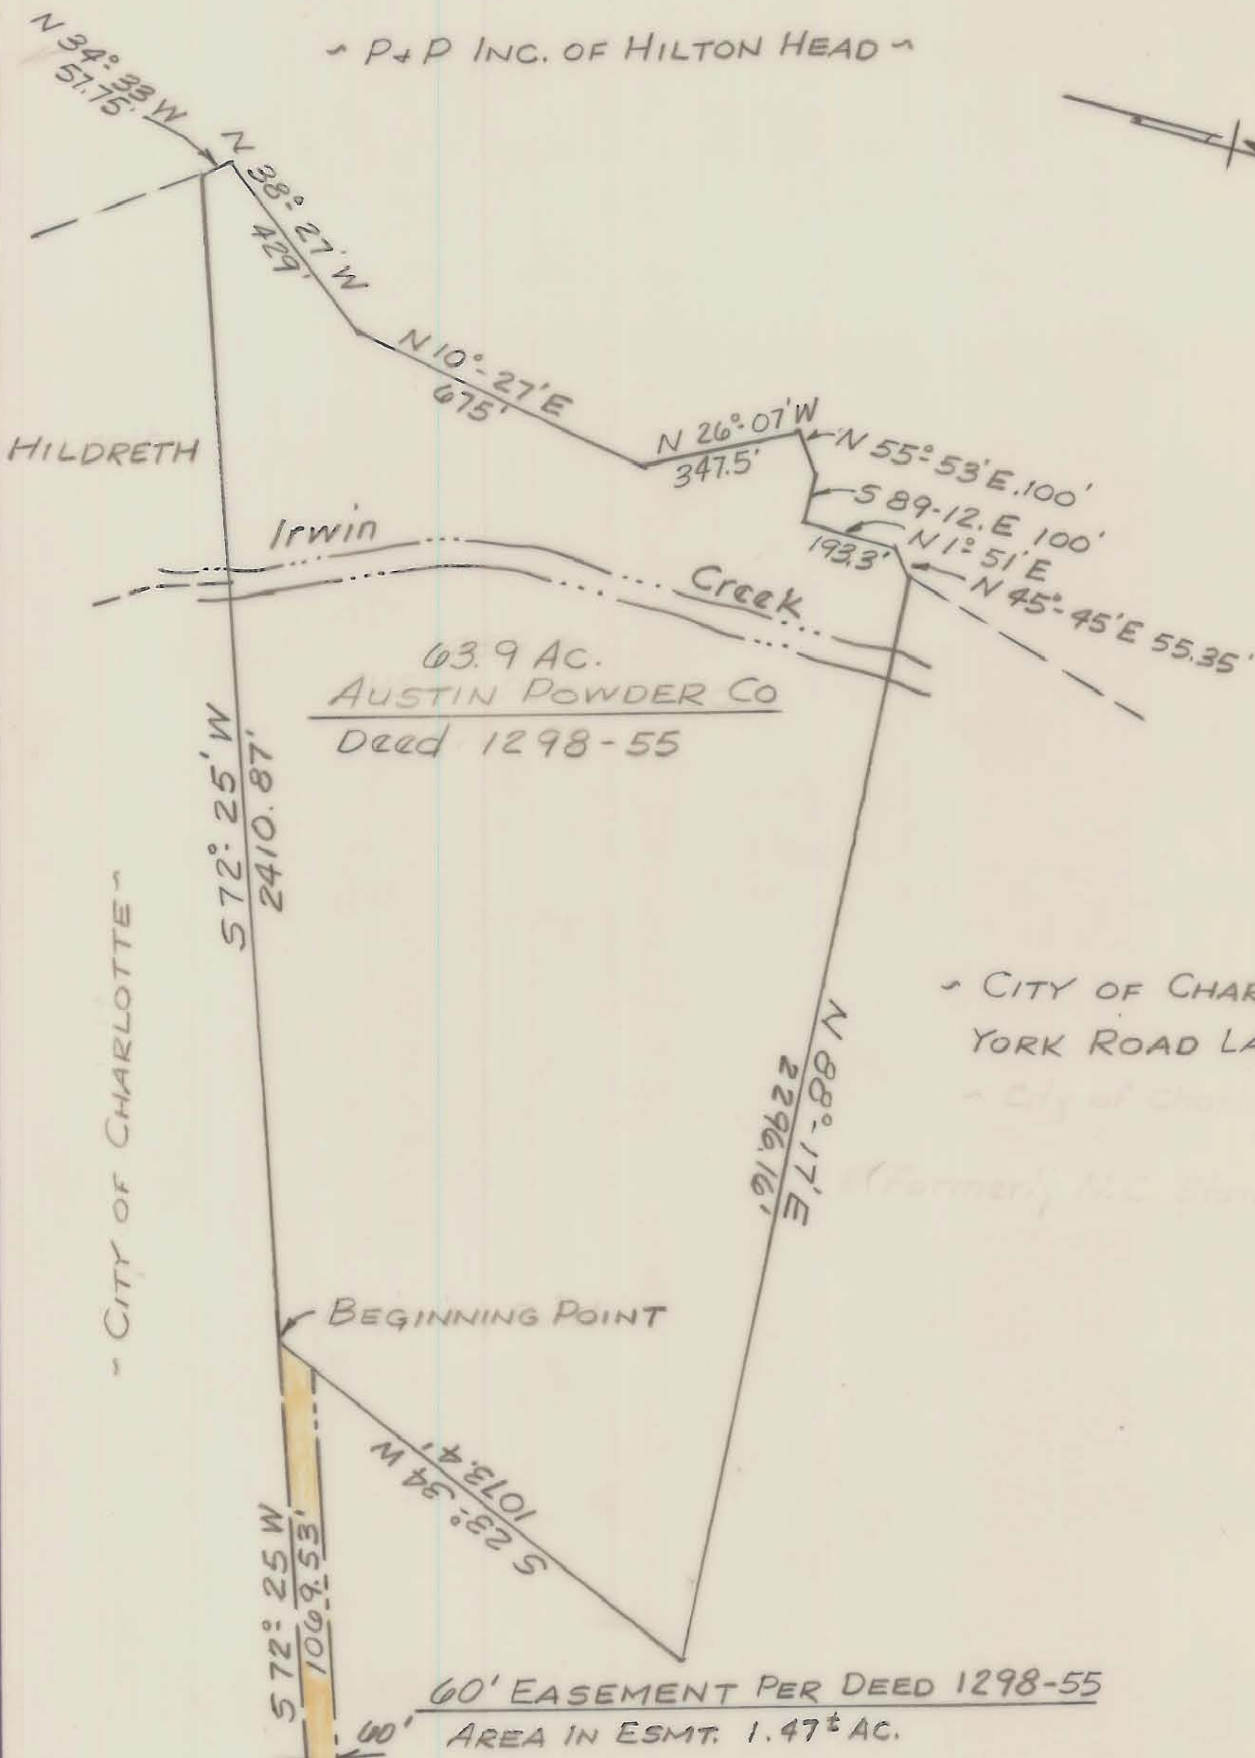 ~ P+P INC. OF HILTON HEAD ~
N 34°-33 W
57.75'
N 38°-27' W
429'
N 10°-27'E
675'
N 26°-07'W
347.5'
N 55°-53'E.100'
S 89-12.E 100'
N 1°-51'E
193.3'
N 45°-45'E 55.35'
HILDRETH
Irwin
Creek
63.9 AC.
AUSTIN POWDER CO
Deed 1298-55
S 72°-25' W
2410.87'
~ CITY OF CHARLOTTE ~
~ CITY OF CHAR
YORK ROAD LA
~ City of
(Formerly N.C.
N 88°-17'E
2296.16'
BEGINNING POINT
S 23°-34 W
1073.4'
S 72°-25 W
1069.53'
60' EASEMENT PER DEED 1298-55
AREA IN ESMT. 1.47± AC.
60'